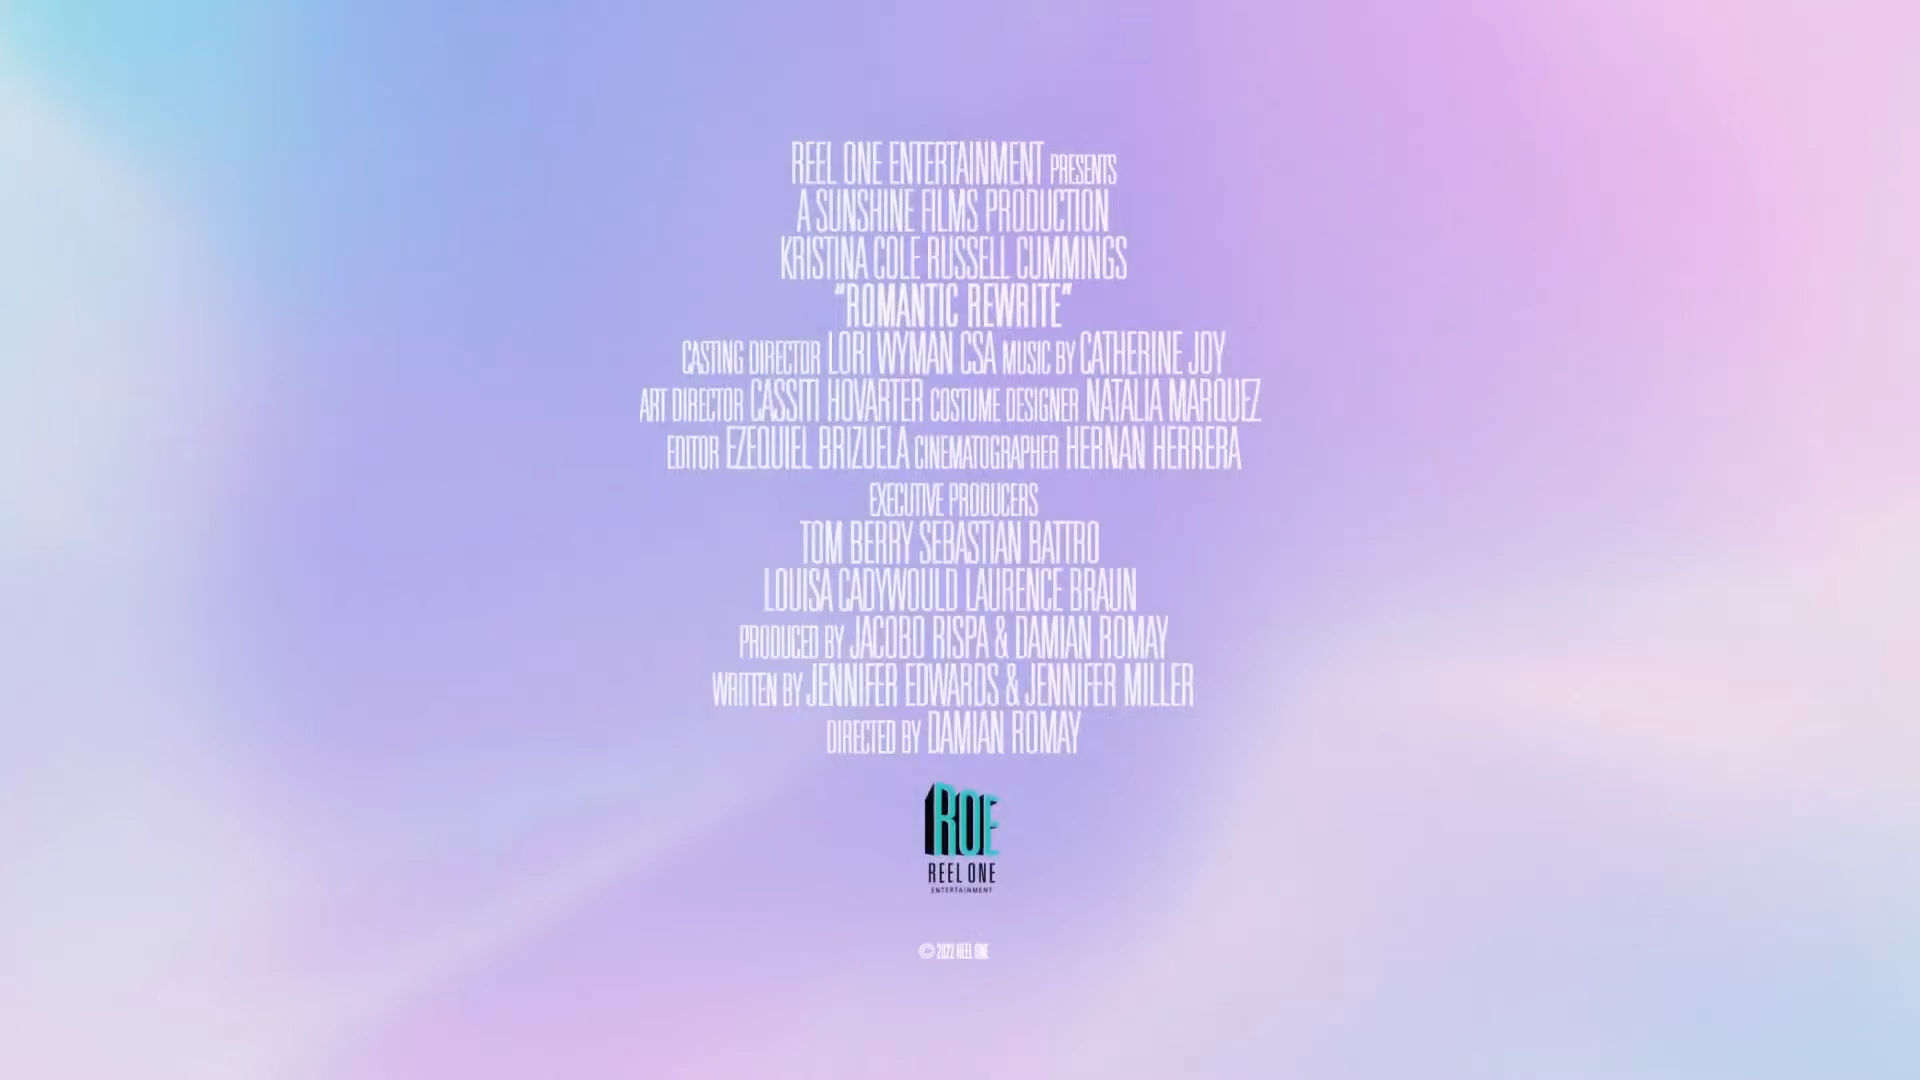 REEL ONE ENTERTAINMENT PRESENTS
A SUNSHINE FILMS PRODUCTION
KRISTINA COLE RUSSELL CUMMINGS
"ROMANTIC REWRITE"
CASTING DIRECTOR LORI WYMAN CSA MUSIC BY CATHERINE JOY
ART DIRECTOR CASSITI HOVARTER COSTUME DESIGNER NATALIA MARQUEZ
EDITOR EZEQUIEL BRIZUELA CINEMATOGRAPHER HERNAN HERRERA
EXECUTIVE PRODUCERS
TOM BERRY SEBASTIAN BATTRO
LOUISA CADYWOULD LAURENCE BRAUN
PRODUCED BY JACOBO RISPA & DAMIAN ROMAY
WRITTEN BY JENNIFER EDWARDS & JENNIFER MILLER
DIRECTED BY DAMIAN ROMAY
ROE
REEL ONE
ENTERTAINMENT
© 2022 REEL ONE